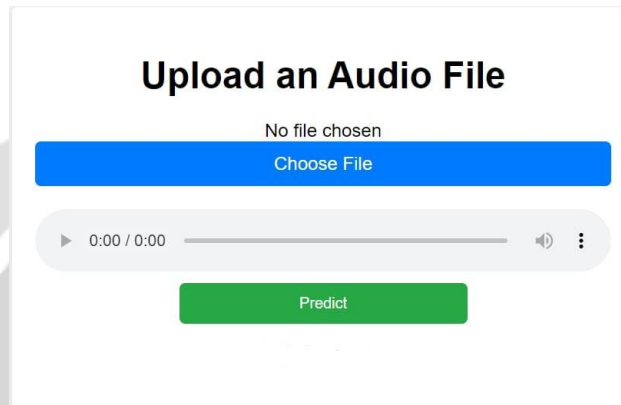 Upload an Audio File
No file chosen
Choose File
0:00 / 0:00
Predict